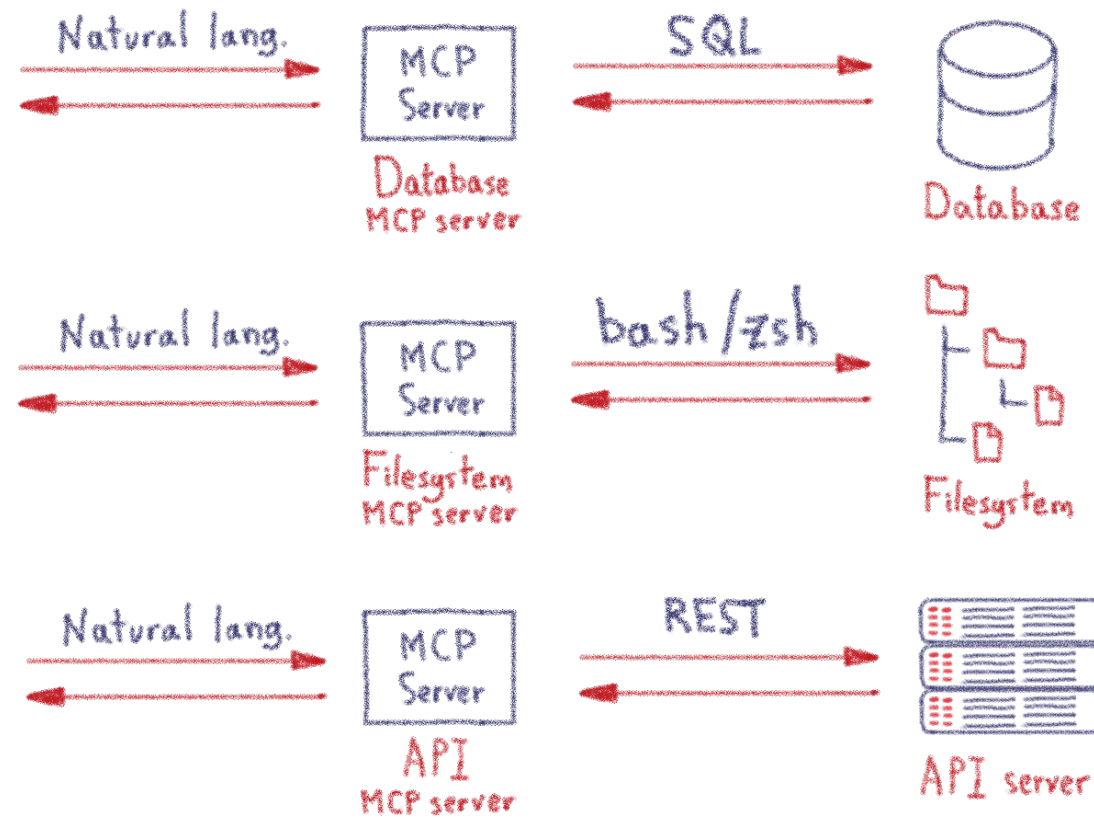 Natural lang.
MCP
Server
Database
MCP server
SQL
Database
Natural lang.
MCP
Server
Filesystem
MCP server
bash/zsh
Filesystem
Natural lang.
MCP
Server
API
MCP server
REST
API server